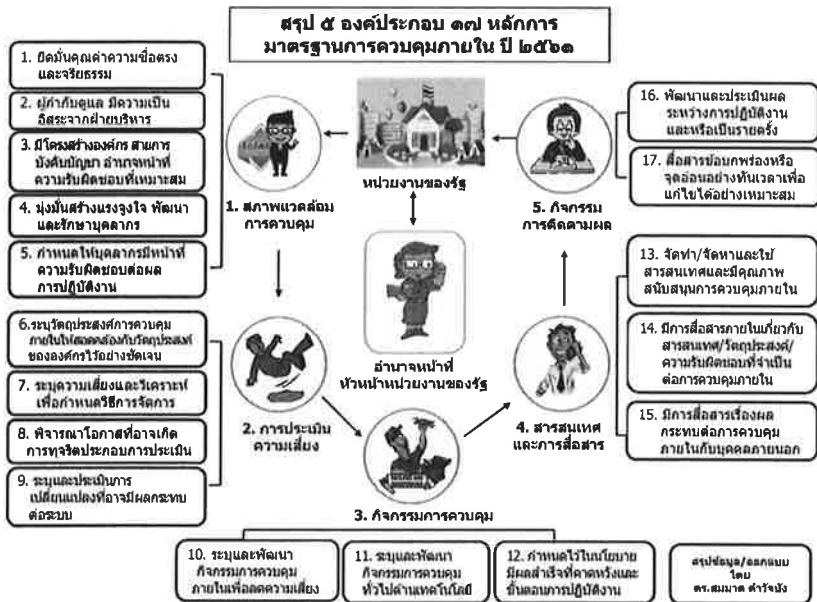 สรุป ๕ องค์ประกอบ ๑๗ หลักการ
มาตรฐานการควบคุมภายใน ปี ๒๕๖๑
1. ยึดมั่นคุณค่าความซื่อตรง
และจริยธรรม
2. ผู้กำกับดูแล มีความเป็น
อิสระจากฝ่ายบริหาร
3. มีโครงสร้างองค์กร สายการ
บังคับบัญชา อำนาจหน้าที่
ความรับผิดชอบที่เหมาะสม
4. มุ่งมั่นสร้างแรงจูงใจ พัฒนา
และรักษาบุคลากร
5. กำหนดให้บุคลากรมีหน้าที่
ความรับผิดชอบต่อผล
การปฏิบัติงาน
1. สภาพแวดล้อม
การควบคุม
หน่วยงานของรัฐ
5. กิจกรรม
การติดตามผล
16. พัฒนาและประเมินผล
ระหว่างการปฏิบัติงาน
และหรือเป็นรายครั้ง
17. สื่อสารข้อบกพร่องหรือ
จุดอ่อนอย่างทันเวลาเพื่อ
แก้ไขได้อย่างเหมาะสม
6.ระบุวัตถุประสงค์การควบคุม
ภายในให้สอดคล้องกับวัตถุประสงค์
ขององค์กรไว้อย่างชัดเจน
7. ระบุความเสี่ยงและวิเคราะห์
เพื่อกำหนดวิธีการจัดการ
8. พิจารณาโอกาสที่อาจเกิด
การทุจริตประกอบการประเมิน
9. ระบุและประเมินการ
เปลี่ยนแปลงที่อาจมีผลกระทบ
ต่อระบบ
2. การประเมิน
ความเสี่ยง
อำนาจหน้าที่
หัวหน้าหน่วยงานของรัฐ
4. สารสนเทศ
และการสื่อสาร
13. จัดทำ/จัดหาและใช้
สารสนเทศและมีคุณภาพ
สนับสนุนการควบคุมภายใน
14. มีการสื่อสารภายในเกี่ยวกับ
สารสนเทศ/วัตถุประสงค์/
ความรับผิดชอบที่จำเป็น
ต่อการควบคุมภายใน
15. มีการสื่อสารเรื่องผล
กระทบต่อการควบคุม
ภายในกับบุคคลภายนอก
3. กิจกรรมการควบคุม
10. ระบุและพัฒนา
กิจกรรมการควบคุม
ภายในเพื่อลดความเสี่ยง
11. ระบุและพัฒนา
กิจกรรมการควบคุม
ทั่วไปด้านเทคโนโลยี
12. กำหนดไว้ในนโยบาย
มีผลสำเร็จที่คาดหวังและ
ขั้นตอนการปฏิบัติงาน
สรุปข้อมูล/ออกแบบ
โดย
ดร.สมมาต คำวัจนัง